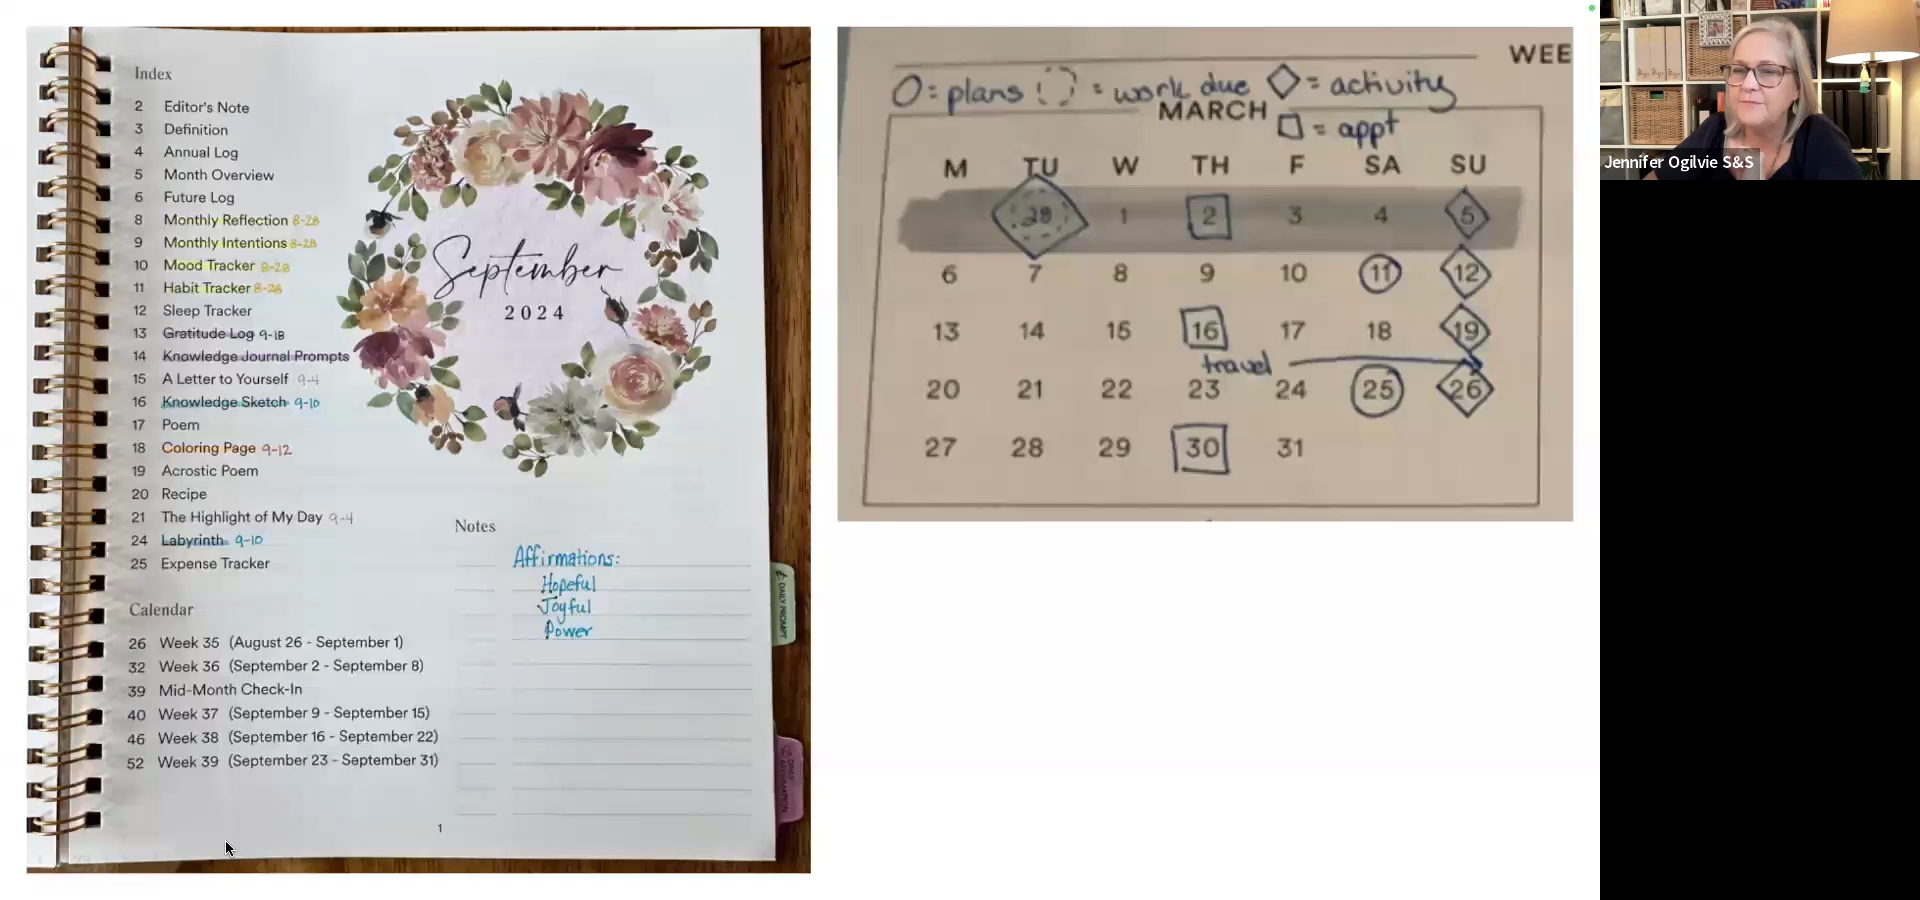 Index
2 Editor's Note
3 Definition
4 Annual Log
5 Month Overview
6 Future Log
8 Monthly Reflection 8-28
9 Monthly Intentions 8-28
10 Mood Tracker 8-28
11 Habit Tracker 8-28
12 Sleep Tracker
13 Gratitude Log 9-18
14 Knowledge Journal Prompts
15 A Letter to Yourself 9-4
16 Knowledge Sketch 9-10
17 Poem
18 Coloring Page 9-12
19 Acrostic Poem
20 Recipe
21 The Highlight of My Day 9-4
24 Labyrinth 9-10
25 Expense Tracker
Calendar
26 Week 35 (August 26 - September 1)
32 Week 36 (September 2 - September 8)
39 Mid-Month Check-In
40 Week 37 (September 9 - September 15)
46 Week 38 (September 16 - September 22)
52 Week 39 (September 23 - September 31)
September
2024
Notes
Affirmations:
Hopeful
Joyful
Power
1
DAILY PROMPT
WEE
O = plans = work due ◇ = activity
MARCH □ = appt
M TU W TH F SA SU
28 1 2 3 4 5
6 7 8 9 10 11 12
13 14 15 16 17 18 19
travel
20 21 22 23 24 25 26
27 28 29 30 31
Jennifer Ogilvie S&S